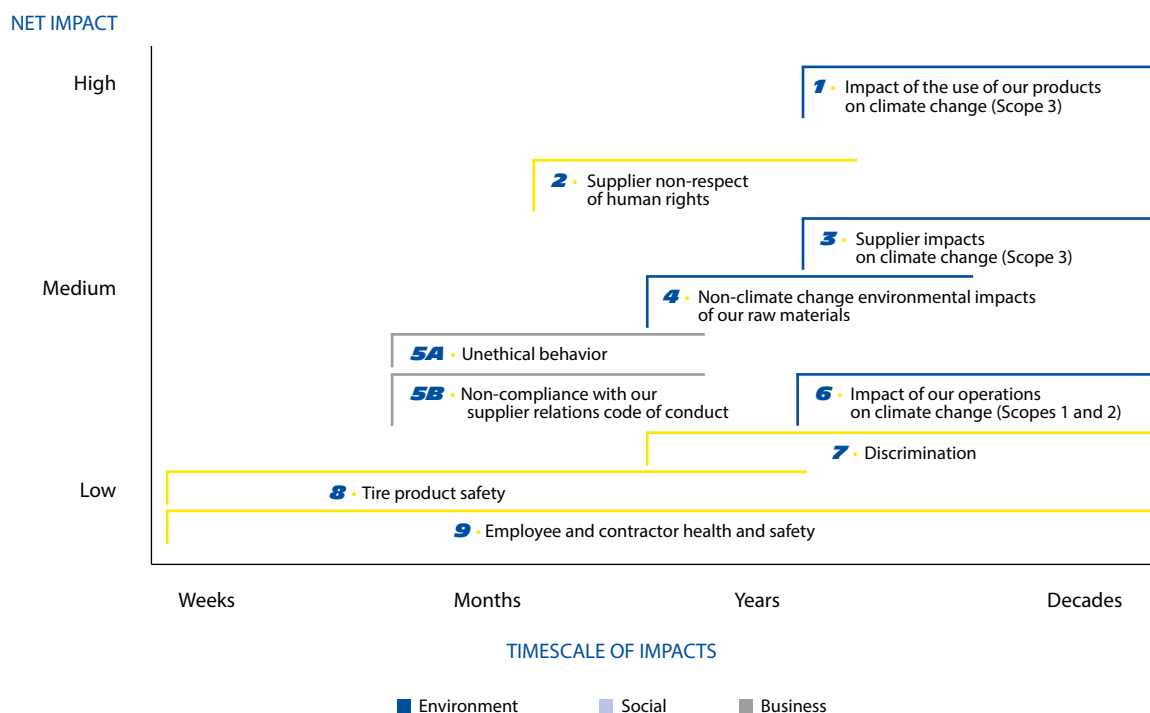 NET IMPACT
High
1 · Impact of the use of our products
on climate change (Scope 3)
2 · Supplier non-respect
of human rights
3 · Supplier impacts
on climate change (Scope 3)
Medium
4 · Non-climate change environmental impacts
of our raw materials
5A · Unethical behavior
5B · Non-compliance with our
supplier relations code of conduct
6 · Impact of our operations
on climate change (Scopes 1 and 2)
7 · Discrimination
Low
8 · Tire product safety
9 · Employee and contractor health and safety
Weeks Months Years Decades
TIMESCALE OF IMPACTS
Environment Social Business